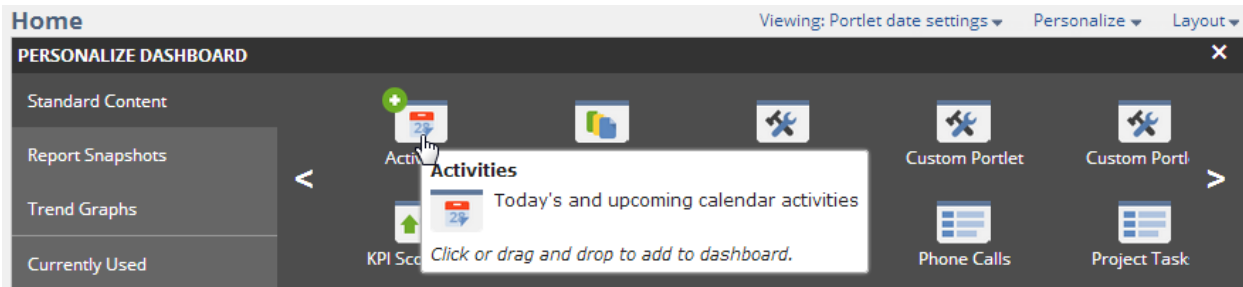 Home
Viewing: Portlet date settings Personalize Layout
PERSONALIZE DASHBOARD ×
Standard Content
Report Snapshots
Trend Graphs
Currently Used
<
28
Custom Portlet
Custom Portl
>
Activities
28
Today's and upcoming calendar activities
Click or drag and drop to add to dashboard.
KPI Sco
Phone Calls
Project Task